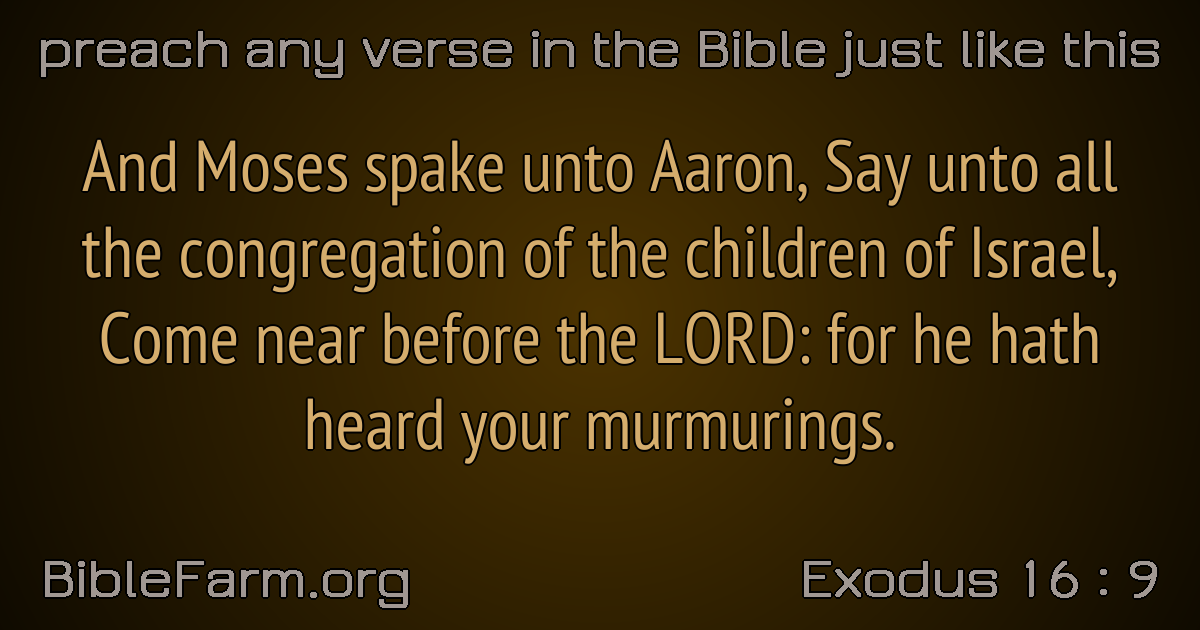 preach any verse in the Bible just like this
And Moses spake unto Aaron, Say unto all
the congregation of the children of Israel,
Come near before the LORD: for he hath
heard your murmurings.
BibleFarm.org
Exodus 16 : 9